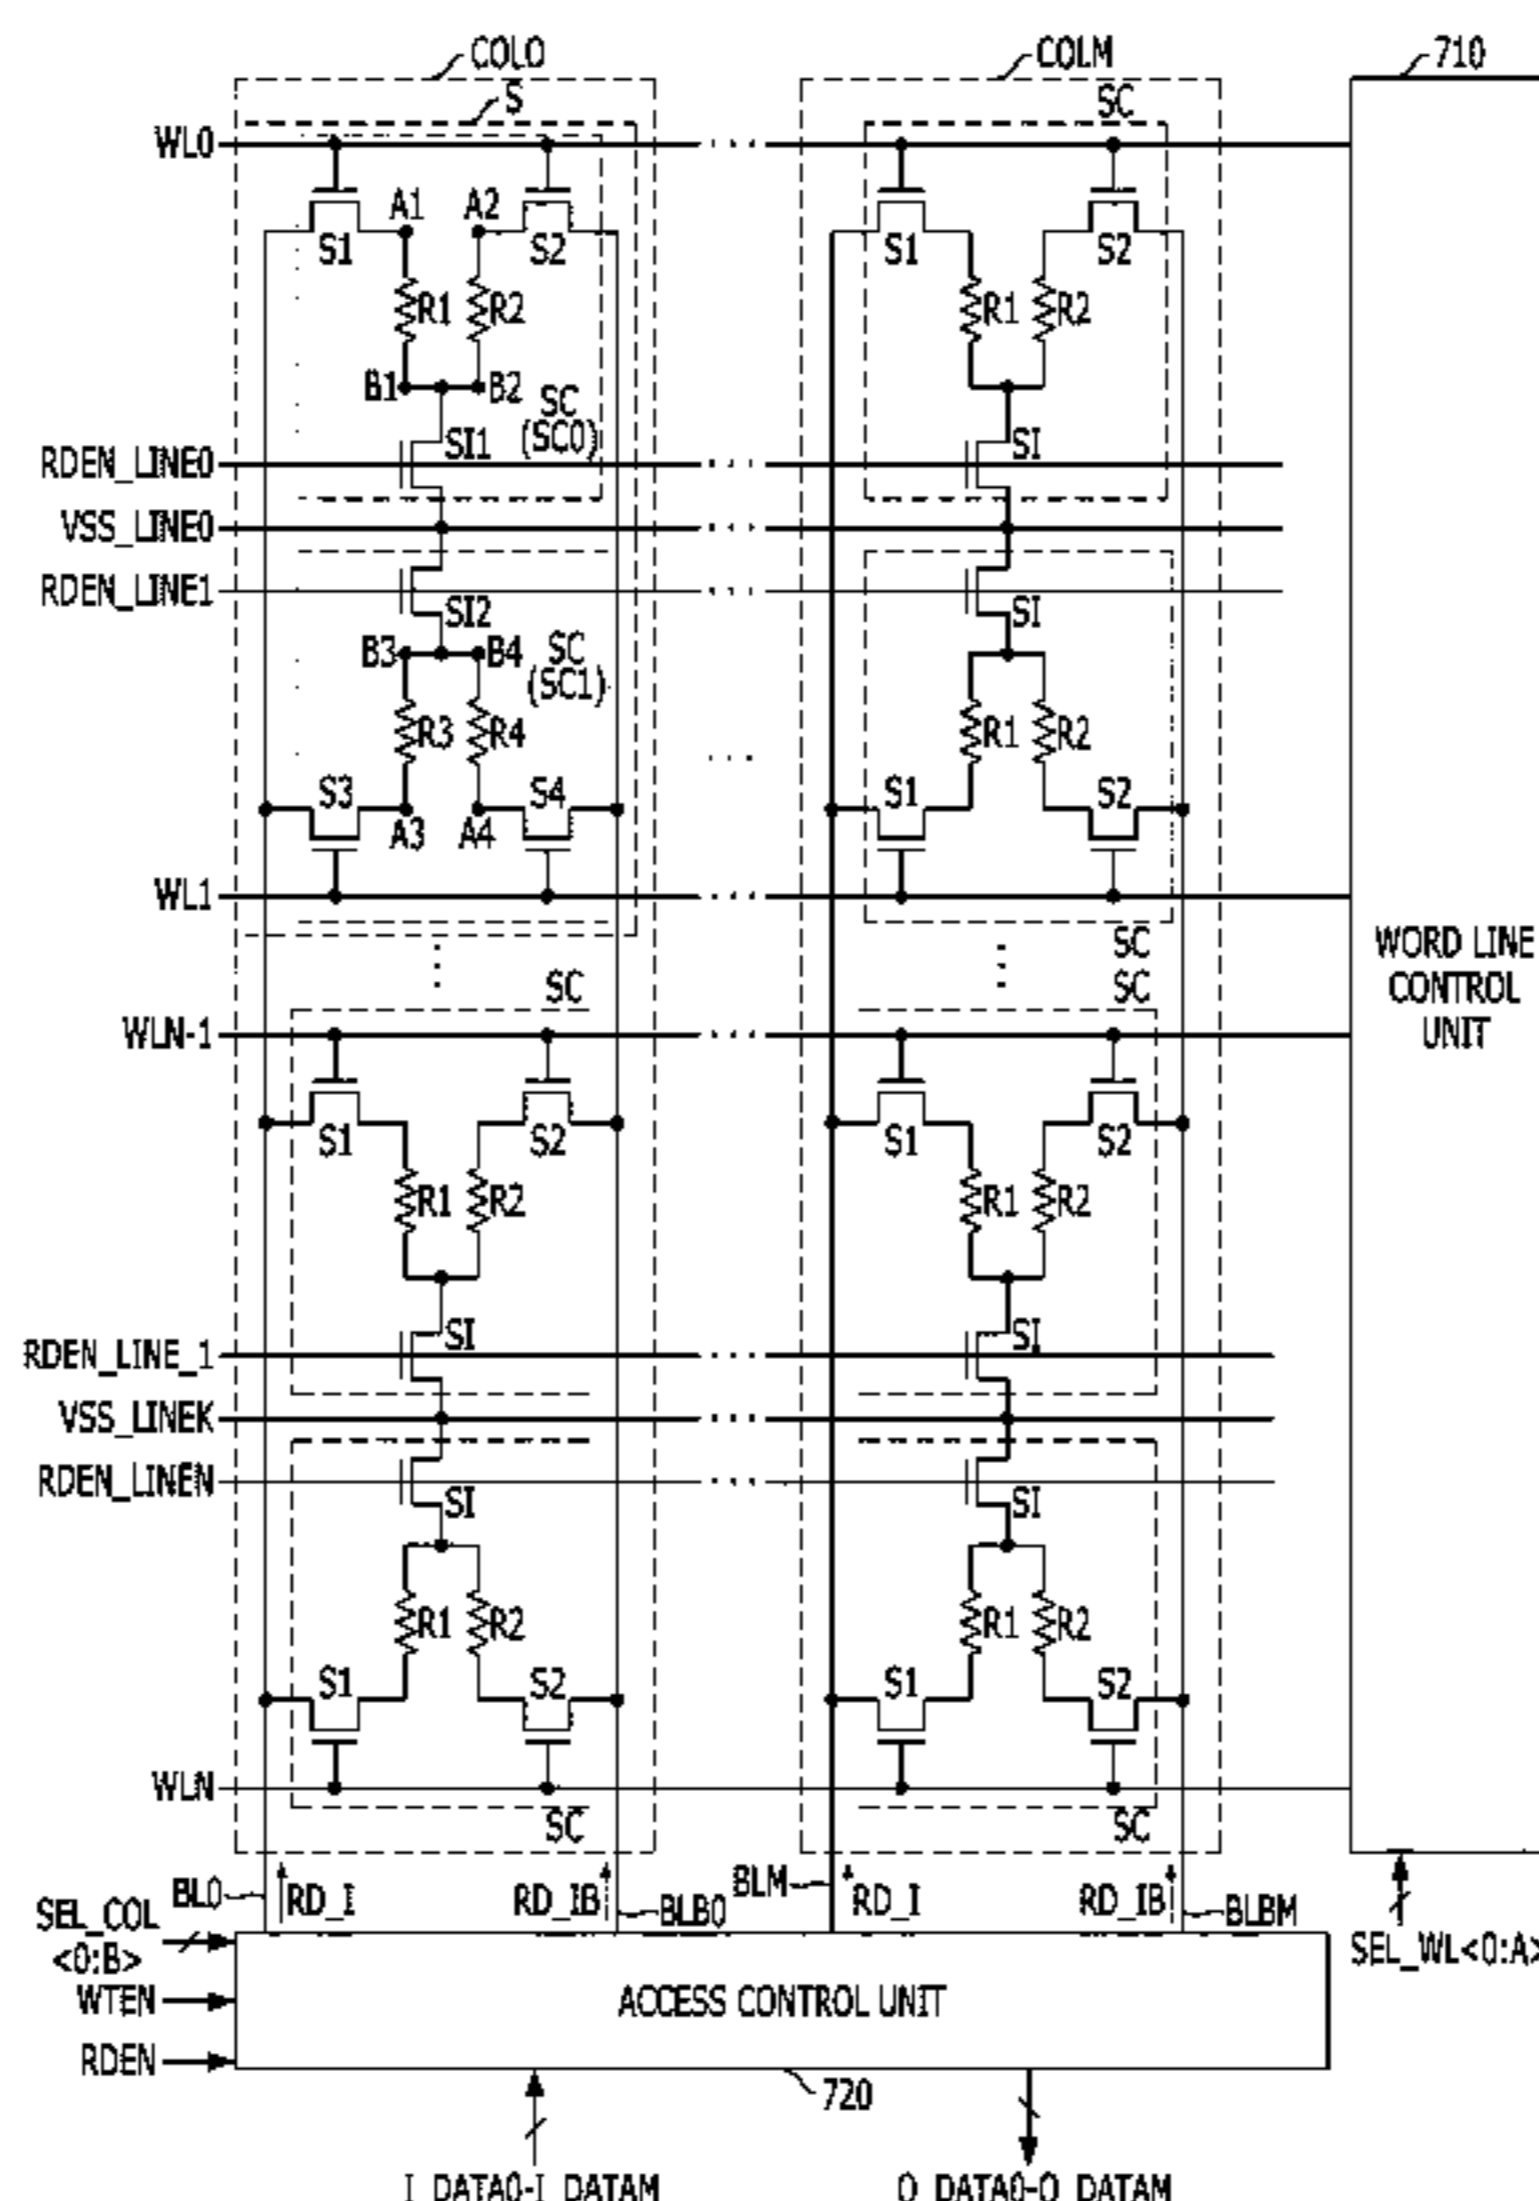 COL0 COLM 710
S SC
WL0
A1 A2
S1 S2 S1 S2
R1 R2 R1 R2
B1 B2 SC
(SC0)
SI1 SI
RDEN_LINE0
VSS_LINE0
RDEN_LINE1
SI2 SI
B3 B4 SC
(SC1)
R3 R4 R1 R2
S3 S4 S1 S2
A3 A4
WL1
SC
SC SC
WORD LINE
CONTROL
UNIT
WLN-1
S1 S2 S1 S2
R1 R2 R1 R2
SI SI
RDEN_LINE_1
VSS_LINEK
RDEN_LINEN
SI SI
R1 R2 R1 R2
S1 S2 S1 S2
WLN
SC SC
BL0 RD_I RD_IB BLB0 BLM RD_I RD_IB BLBM
SEL_COL
<0:B>
SEL_WL<0:A>
WTEN
ACCESS CONTROL UNIT
RDEN
720
I_DATA0-I_DATAM O_DATA0-O_DATAM